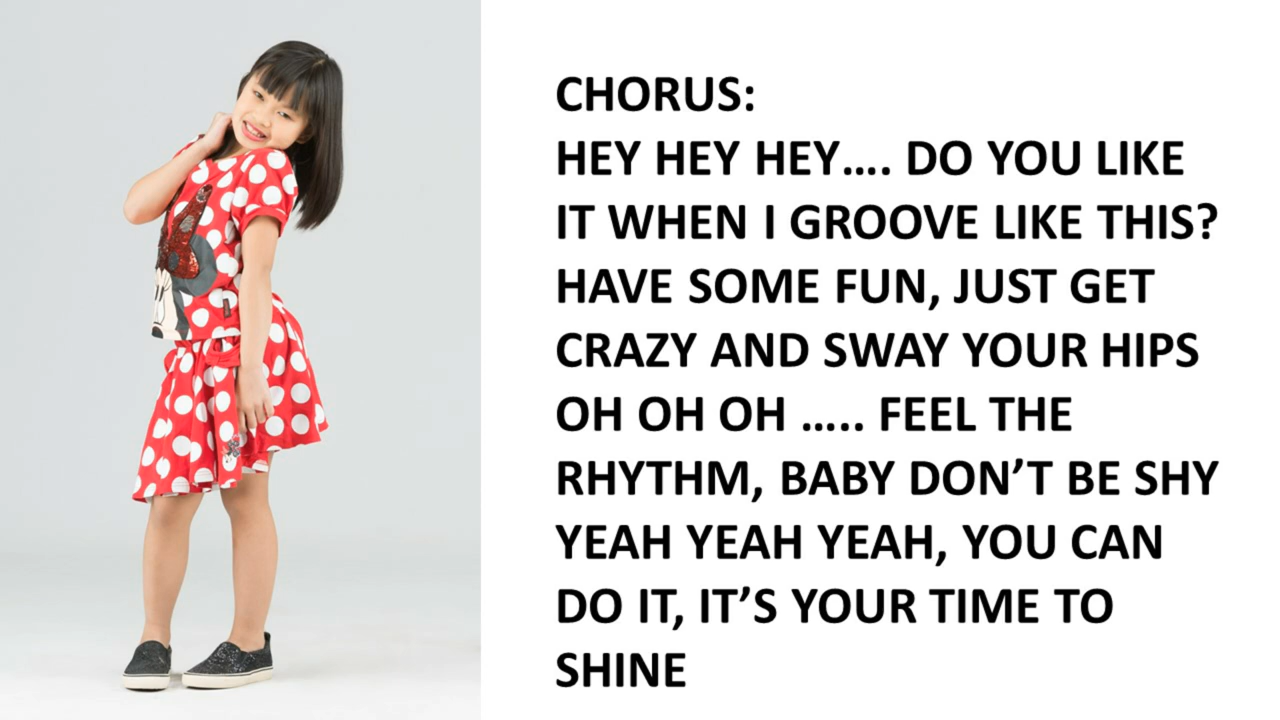 CHORUS:
HEY HEY HEY.... DO YOU LIKE
IT WHEN I GROOVE LIKE THIS?
HAVE SOME FUN, JUST GET
CRAZY AND SWAY YOUR HIPS
OH OH OH ..... FEEL THE
RHYTHM, BABY DON’T BE SHY
YEAH YEAH YEAH, YOU CAN
DO IT, IT’S YOUR TIME TO
SHINE